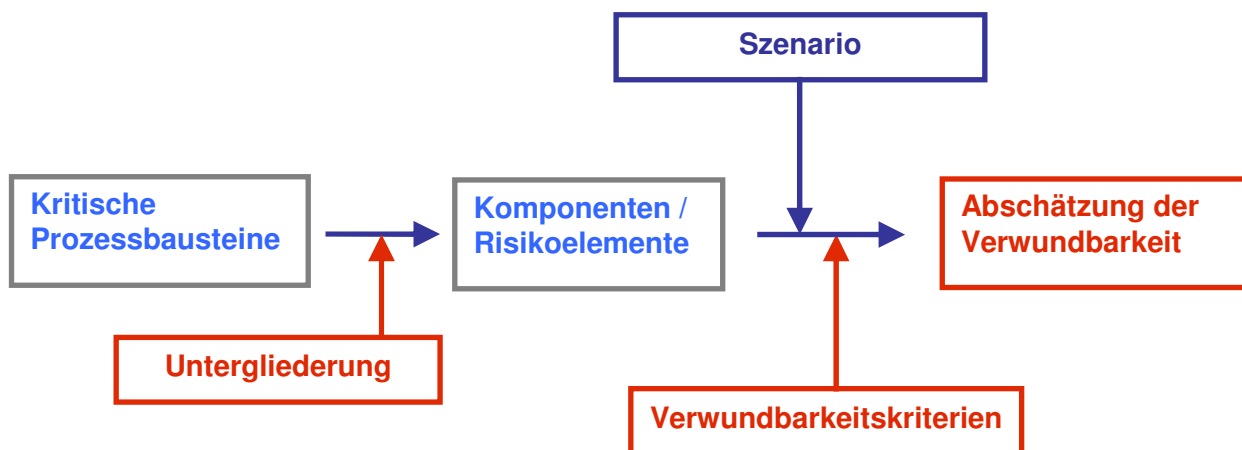 Szenario
Kritische
Prozessbausteine
Komponenten /
Risikoelemente
Abschätzung der
Verwundbarkeit
Untergliederung
Verwundbarkeitskriterien